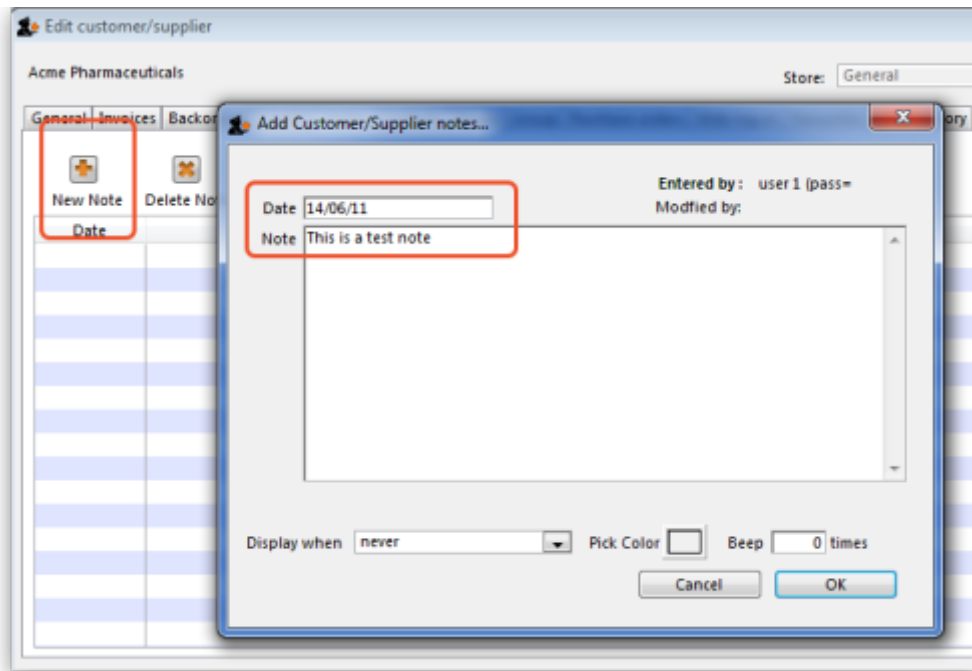 Edit customer/supplier
Acme Pharmaceuticals
Store: General
General Invoices Backor
ory
Add Customer/Supplier notes...
New Note Delete No
Entered by: user 1 (pass=
Date 14/06/11
Modfied by:
Date
Note This is a test note
Display when never Pick Color Beep 0 times
Cancel OK